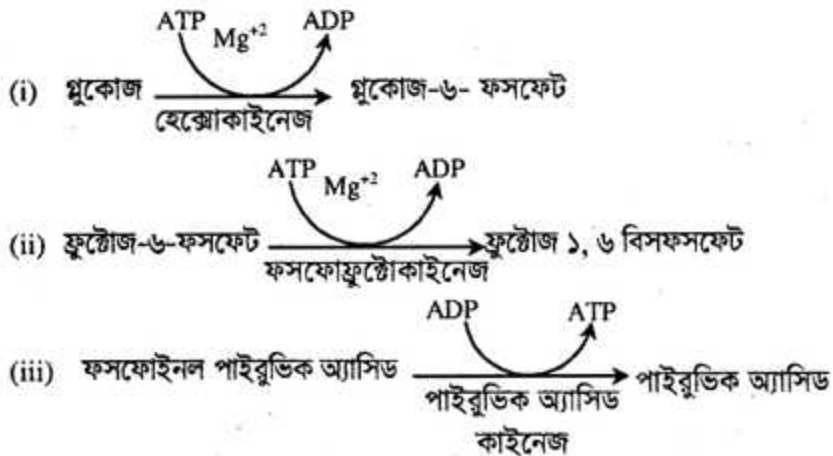 ATP Mg⁺² ADP
(i) গ্লুকোজ গ্লুকোজ-৬- ফসফেট
হেক্সোকাইনেজ
ATP Mg⁺² ADP
(ii) ফ্রুক্টোজ-৬-ফসফেট ফ্রুক্টোজ ১, ৬ বিসফসফেট
ফসফোফ্রুক্টোকাইনেজ
ADP ATP
(iii) ফসফোইনল পাইরুভিক অ্যাসিড পাইরুভিক অ্যাসিড
পাইরুভিক অ্যাসিড
কাইনেজ